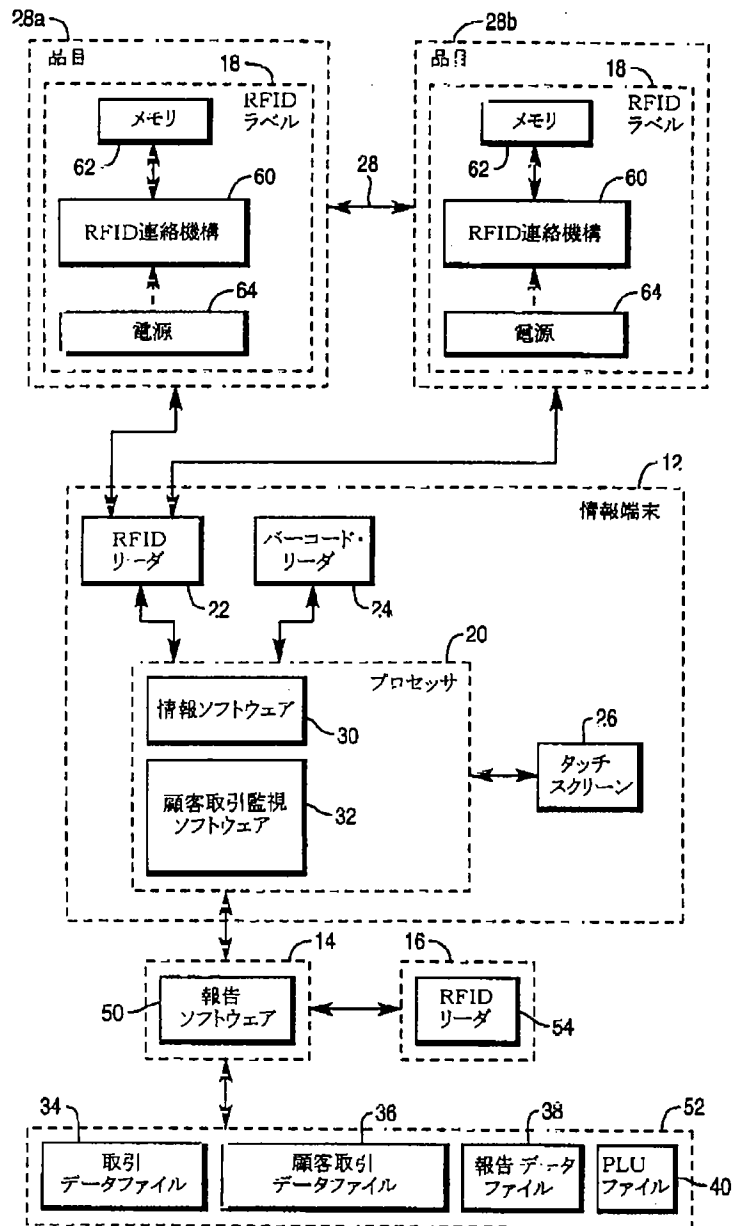 28a
品目
18
RFID
ラベル
メモリ
62
60
RFID連絡機構
64
電源
28
28b
品目
18
RFID
ラベル
メモリ
62
60
RFID連絡機構
64
電源
12
情報端末
RFID
リーダ
22
バーコード・
リーダ
24
20
プロセッサ
情報ソフトウェア
30
顧客取引監視
ソフトウェア
32
26
タッチ
スクリーン
14
50
報告
ソフトウェア
16
RFID
リーダ
54
34
取引
データファイル
36
顧客取引
データファイル
38
報告データ
ファイル
52
PLU
ファイル
40